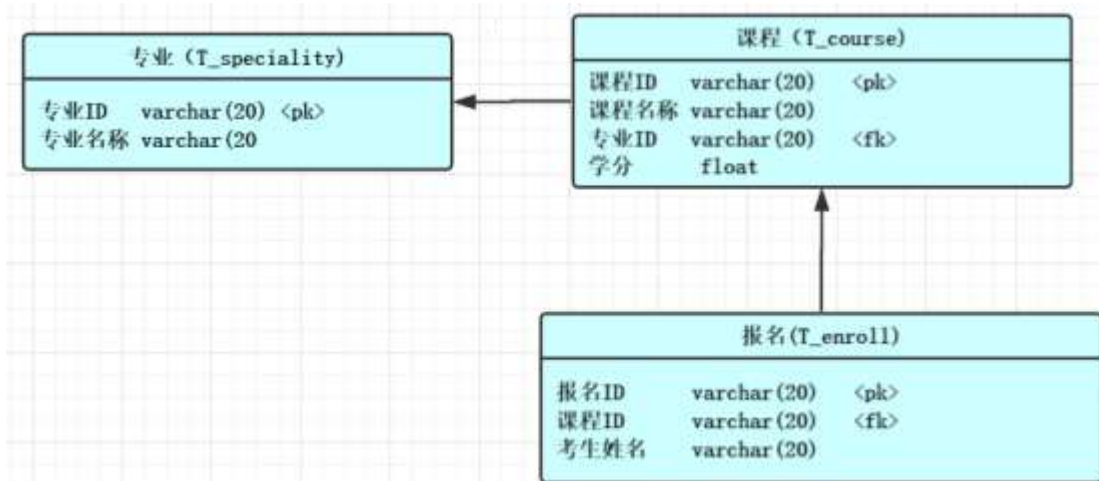 专业（T_speciality)
专业ID varchar(20) <pk>
专业名称 varchar(20
课程（T_course)
课程ID varchar(20) <pk>
课程名称 varchar(20)
专业ID varchar(20) <fk>
学分 float
报名(T_enroll)
报名ID varchar(20) <pk>
课程ID varchar(20) <fk>
考生姓名 varchar(20)